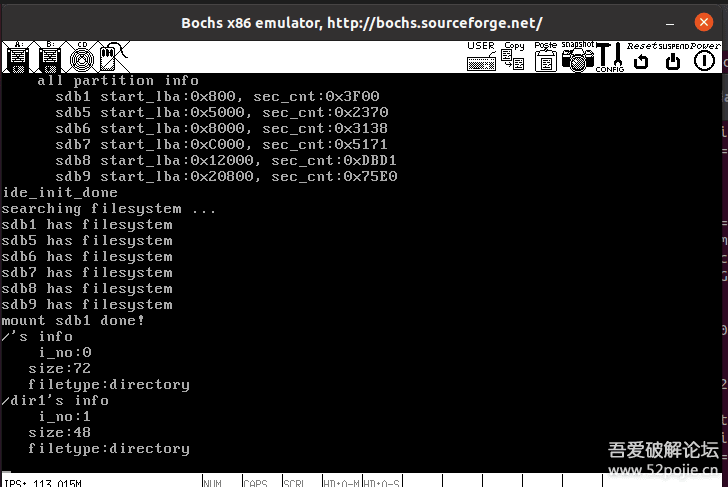 Bochs x86 emulator, http://bochs.sourceforge.net/
A: B: CD USER Copy Paste snapshot CONFIG Reset SUSPEND Power
all partition info
sdb1 start_lba:0x800, sec_cnt:0x3F00
sdb5 start_lba:0x5000, sec_cnt:0x2370
sdb6 start_lba:0x8000, sec_cnt:0x3138
sdb7 start_lba:0xC000, sec_cnt:0x5171
sdb8 start_lba:0x12000, sec_cnt:0xDBD1
sdb9 start_lba:0x20800, sec_cnt:0x75E0
ide_init_done
searching filesystem ...
sdb1 has filesystem
sdb5 has filesystem
sdb6 has filesystem
sdb7 has filesystem
sdb8 has filesystem
sdb9 has filesystem
mount sdb1 done!
/'s info
i_no:0
size:72
filetype:directory
/dir1's info
i_no:1
size:48
filetype:directory
吾爱破解论坛
www.52pojie.cn
IPS: 113.015M NUM CAPS SCRL HD:0-M HD:0-S